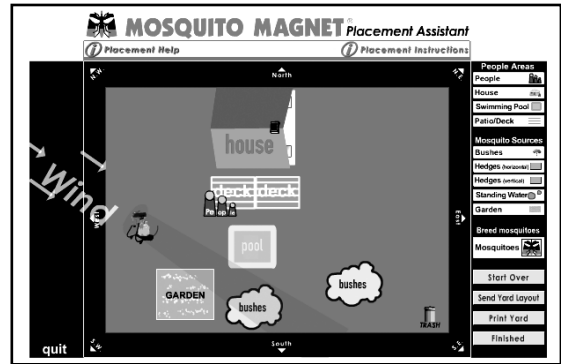 MOSQUITO MAGNET® Placement Assistant
i Placement Help
i Placement Instructions
N.W.
North
N.E.
People Areas
People
House
Swimming Pool
Patio/Deck
Mosquito Sources
Bushes
Hedges (horizontal)
Hedges (vertical)
Standing Water
Garden
Breed mosquitoes
Mosquitoes
Start Over
Send Yard Layout
Print Yard
Finished
house
deck deck
People
Wind
East
pool
GARDEN
bushes
bushes
TRASH
S.W.
South
S.E.
quit